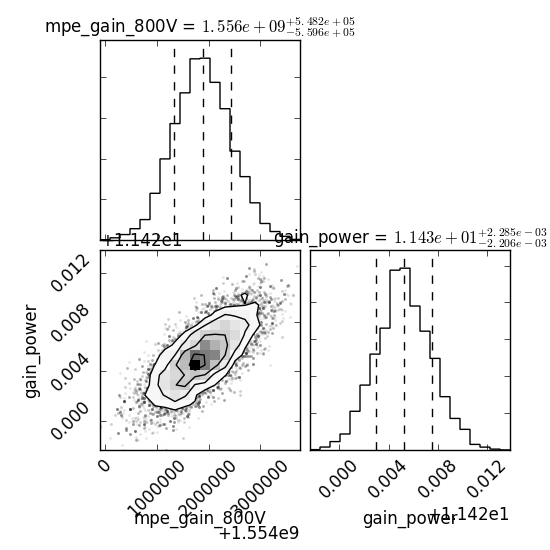 mpe_gain_800V = 1.556e + 09 +5.482e+05 −5.596e+05
+1.142e1
gain_power = 1.143e + 01 +2.285e−03 −2.206e−03
0.012
0.008
0.004
0.000
gain_power
0
1000000
2000000
3000000
mpe_gain_800V
+1.554e9
0.000
0.004
0.008
0.012
gain_power
+1.142e1